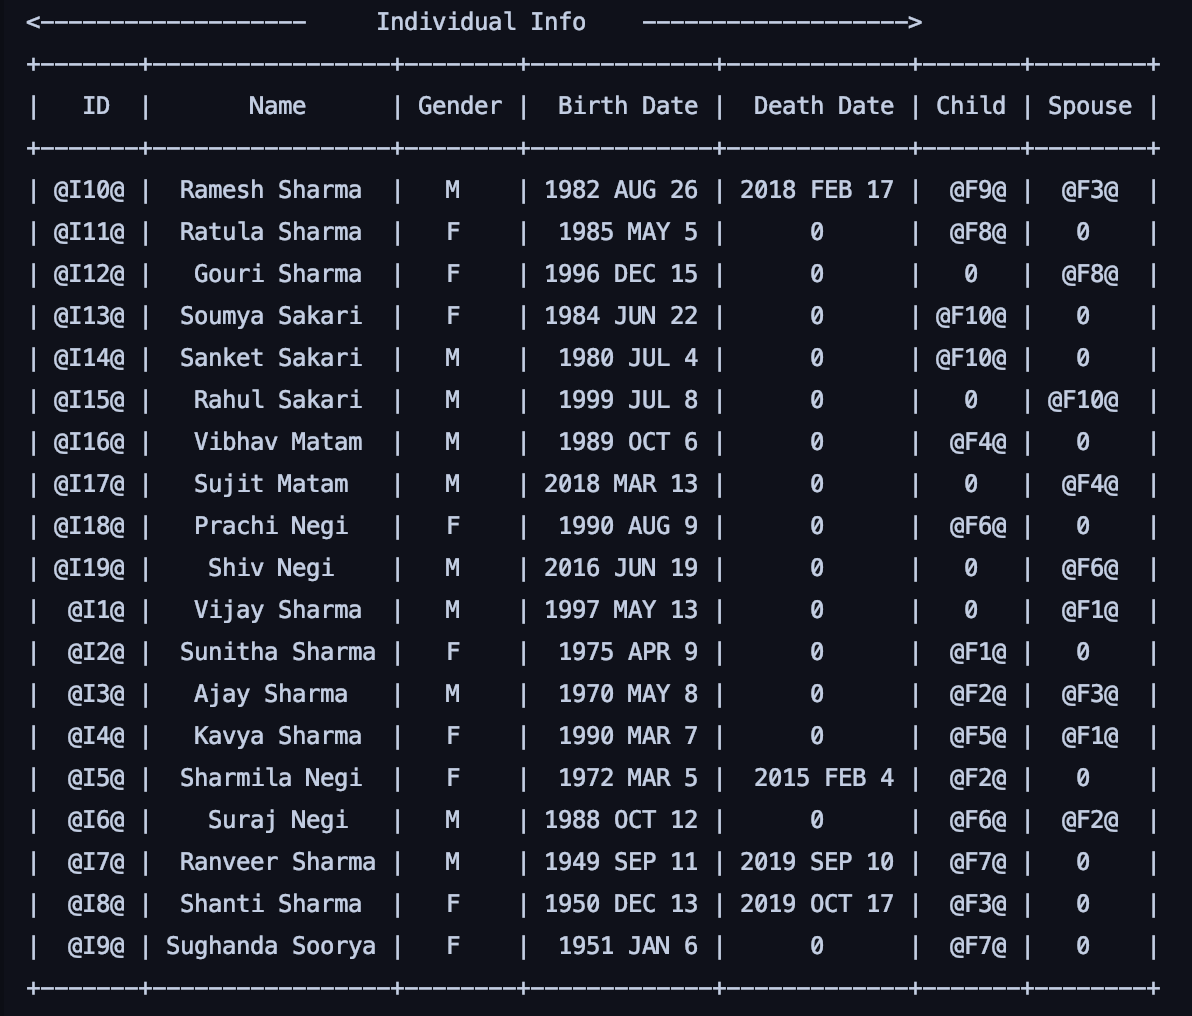 <------------------- Individual Info ------------------->
+-------+-----------------+--------+-------------+-------------+-------+--------+
| ID | Name | Gender | Birth Date | Death Date | Child | Spouse |
+-------+-----------------+--------+-------------+-------------+-------+--------+
| @I10@ | Ramesh Sharma | M | 1982 AUG 26 | 2018 FEB 17 | @F9@ | @F3@ |
| @I11@ | Ratula Sharma | F | 1985 MAY 5 | 0 | @F8@ | 0 |
| @I12@ | Gouri Sharma | F | 1996 DEC 15 | 0 | 0 | @F8@ |
| @I13@ | Soumya Sakari | F | 1984 JUN 22 | 0 | @F10@ | 0 |
| @I14@ | Sanket Sakari | M | 1980 JUL 4 | 0 | @F10@ | 0 |
| @I15@ | Rahul Sakari | M | 1999 JUL 8 | 0 | 0 | @F10@ |
| @I16@ | Vibhav Matam | M | 1989 OCT 6 | 0 | @F4@ | 0 |
| @I17@ | Sujit Matam | M | 2018 MAR 13 | 0 | 0 | @F4@ |
| @I18@ | Prachi Negi | F | 1990 AUG 9 | 0 | @F6@ | 0 |
| @I19@ | Shiv Negi | M | 2016 JUN 19 | 0 | 0 | @F6@ |
| @I1@ | Vijay Sharma | M | 1997 MAY 13 | 0 | 0 | @F1@ |
| @I2@ | Sunitha Sharma | F | 1975 APR 9 | 0 | @F1@ | 0 |
| @I3@ | Ajay Sharma | M | 1970 MAY 8 | 0 | @F2@ | @F3@ |
| @I4@ | Kavya Sharma | F | 1990 MAR 7 | 0 | @F5@ | @F1@ |
| @I5@ | Sharmila Negi | F | 1972 MAR 5 | 2015 FEB 4 | @F2@ | 0 |
| @I6@ | Suraj Negi | M | 1988 OCT 12 | 0 | @F6@ | @F2@ |
| @I7@ | Ranveer Sharma | M | 1949 SEP 11 | 2019 SEP 10 | @F7@ | 0 |
| @I8@ | Shanti Sharma | F | 1950 DEC 13 | 2019 OCT 17 | @F3@ | 0 |
| @I9@ | Sughanda Soorya | F | 1951 JAN 6 | 0 | @F7@ | 0 |
+-------+-----------------+--------+-------------+-------------+-------+--------+